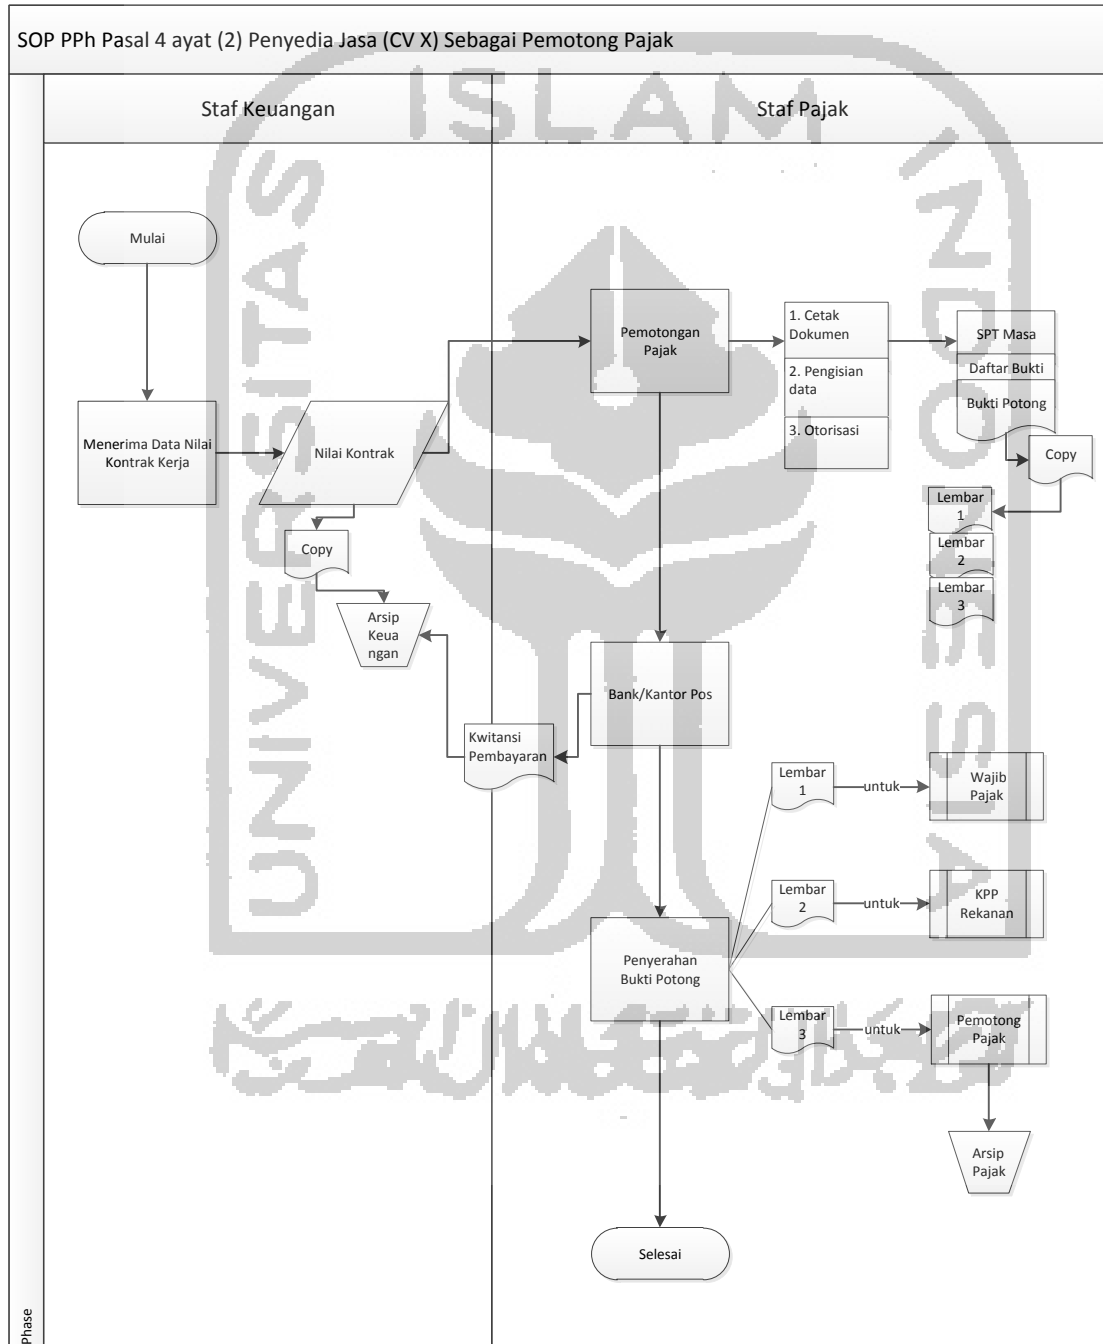 SOP PPh Pasal 4 ayat (2) Penyedia Jasa (CV X) Sebagai Pemotong Pajak
Staf Keuangan
Staf Pajak
ISLAM
UNIVERSITAS
INDONESIA
Mulai
Menerima Data Nilai
Kontrak Kerja
Nilai Kontrak
Copy
Arsip
Keua
ngan
Pemotongan
Pajak
1. Cetak
Dokumen
2. Pengisian
data
3. Otorisasi
SPT Masa
Daftar Bukti
Bukti Potong
Copy
Lembar
1
Lembar
2
Lembar
3
Bank/Kantor Pos
Kwitansi
Pembayaran
Lembar
1
untuk
Wajib
Pajak
Lembar
2
untuk
KPP
Rekanan
Penyerahan
Bukti Potong
Lembar
3
untuk
Pemotong
Pajak
Arsip
Pajak
Selesai
Phase